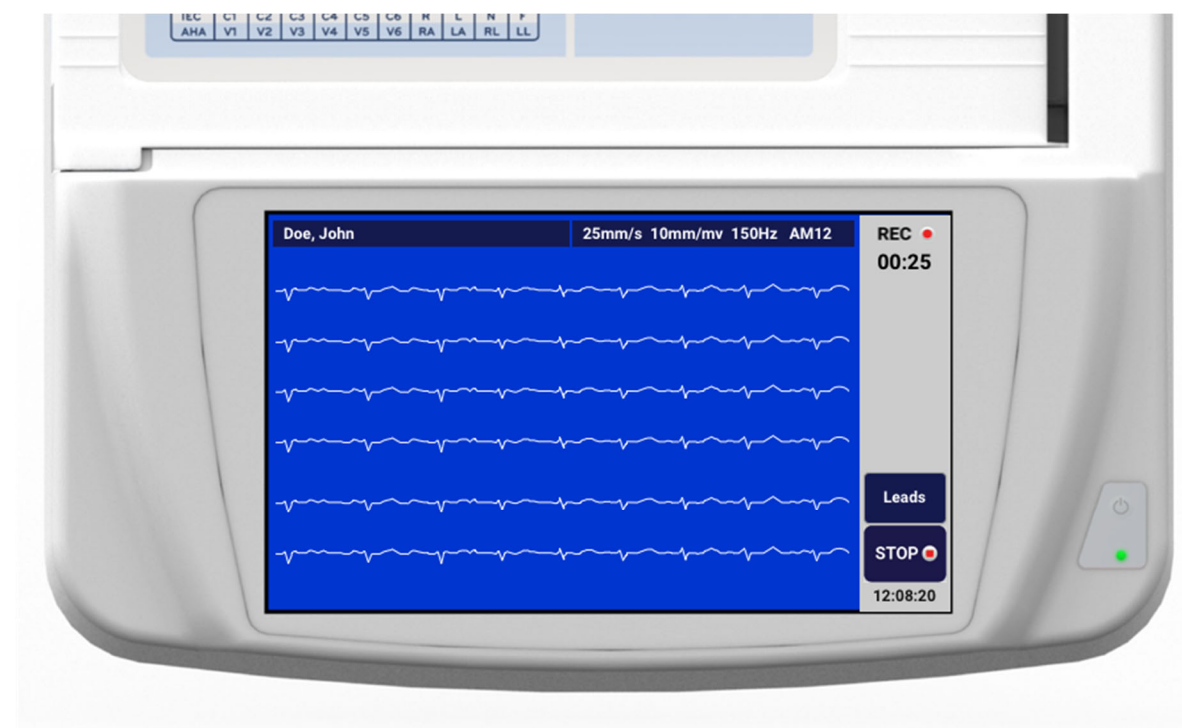 IEC C1 C2 C3 C4 C5 C6 R L N F
AHA V1 V2 V3 V4 V5 V6 RA LA RL LL
Doe, John 25mm/s 10mm/mv 150Hz AM12 REC
00:25
Leads
STOP
12:08:20